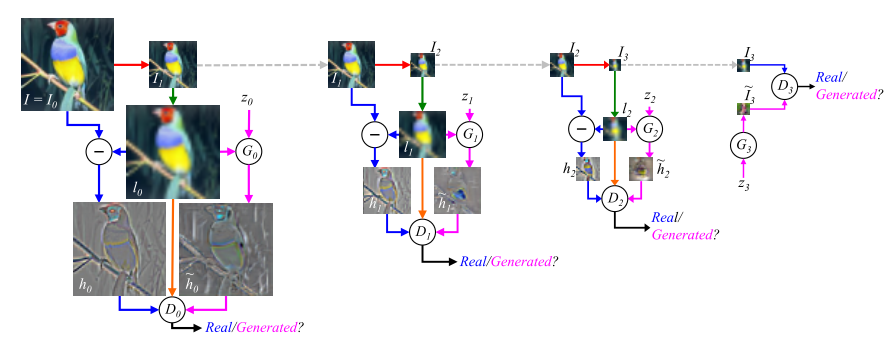 I = I₀
I₁
l₀
z₀
G₀
−
h₀
h̃₀
D₀
Real/Generated?
I₁
I₂
l₁
z₁
G₁
−
h₁
h̃₁
D₁
Real/Generated?
I₂
I₃
l₂
z₂
G₂
−
h₂
h̃₂
D₂
Real/
Generated?
I₃
Ĩ₃
G₃
z₃
D₃
Real/
Generated?